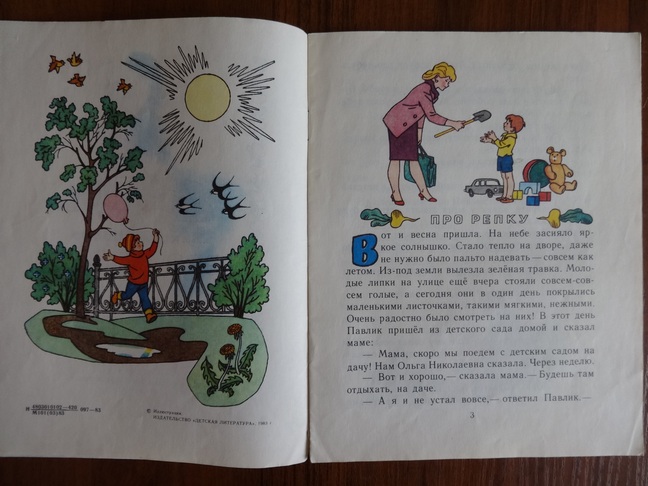 © Иллюстрации.
ИЗДАТЕЛЬСТВО «ДЕТСКАЯ ЛИТЕРАТУРА»,
ПРО РЕПКУ
Вот и весна пришла. На небе засияло яр-
кое солнышко. Стало тепло на дворе, даже
не нужно было пальто надевать — совсем как
летом. Из-под земли вылезла зелёная травка. Моло-
дые липки на улице ещё вчера стояли совсем-сов-
сем голые, а сегодня они в один день покрылись
маленькими листочками, такими мягкими, нежными.
Очень радостно было смотреть на них! В этот день
Павлик пришёл из детского сада домой и сказал
маме:
— Мама, скоро мы поедем с детским садом на
дачу! Нам Ольга Николаевна сказала. Через неделю.
— Вот и хорошо, — сказала мама. — Будешь там
отдыхать, на даче.
— А я и не устал вовсе, — ответил Павлик. —
3